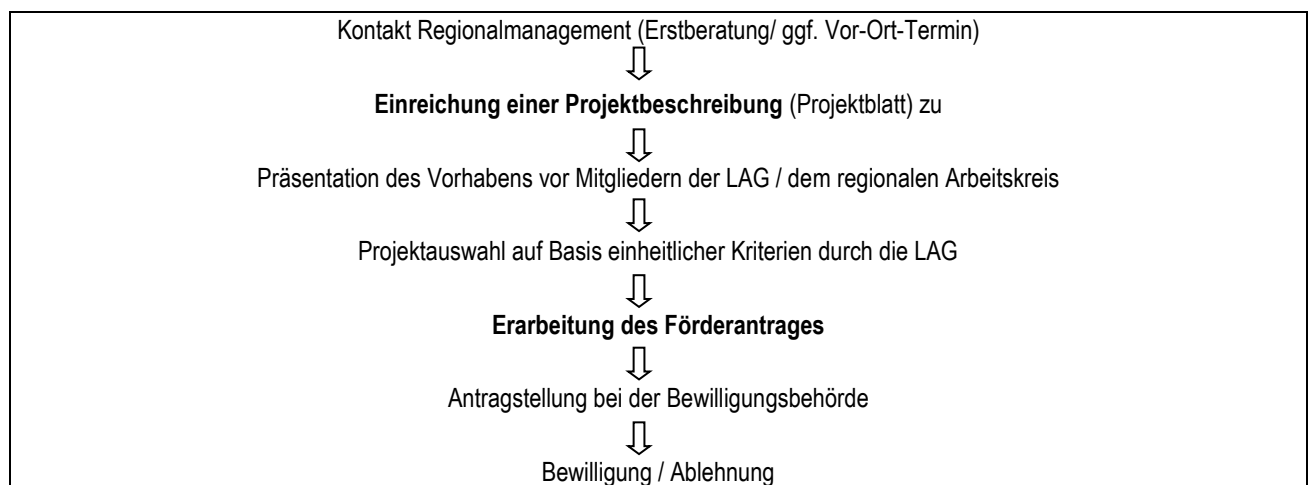 Kontakt Regionalmanagement (Erstberatung/ ggf. Vor-Ort-Termin)
Einreichung einer Projektbeschreibung (Projektblatt) zu
Präsentation des Vorhabens vor Mitgliedern der LAG / dem regionalen Arbeitskreis
Projektauswahl auf Basis einheitlicher Kriterien durch die LAG
Erarbeitung des Förderantrages
Antragstellung bei der Bewilligungsbehörde
Bewilligung / Ablehnung